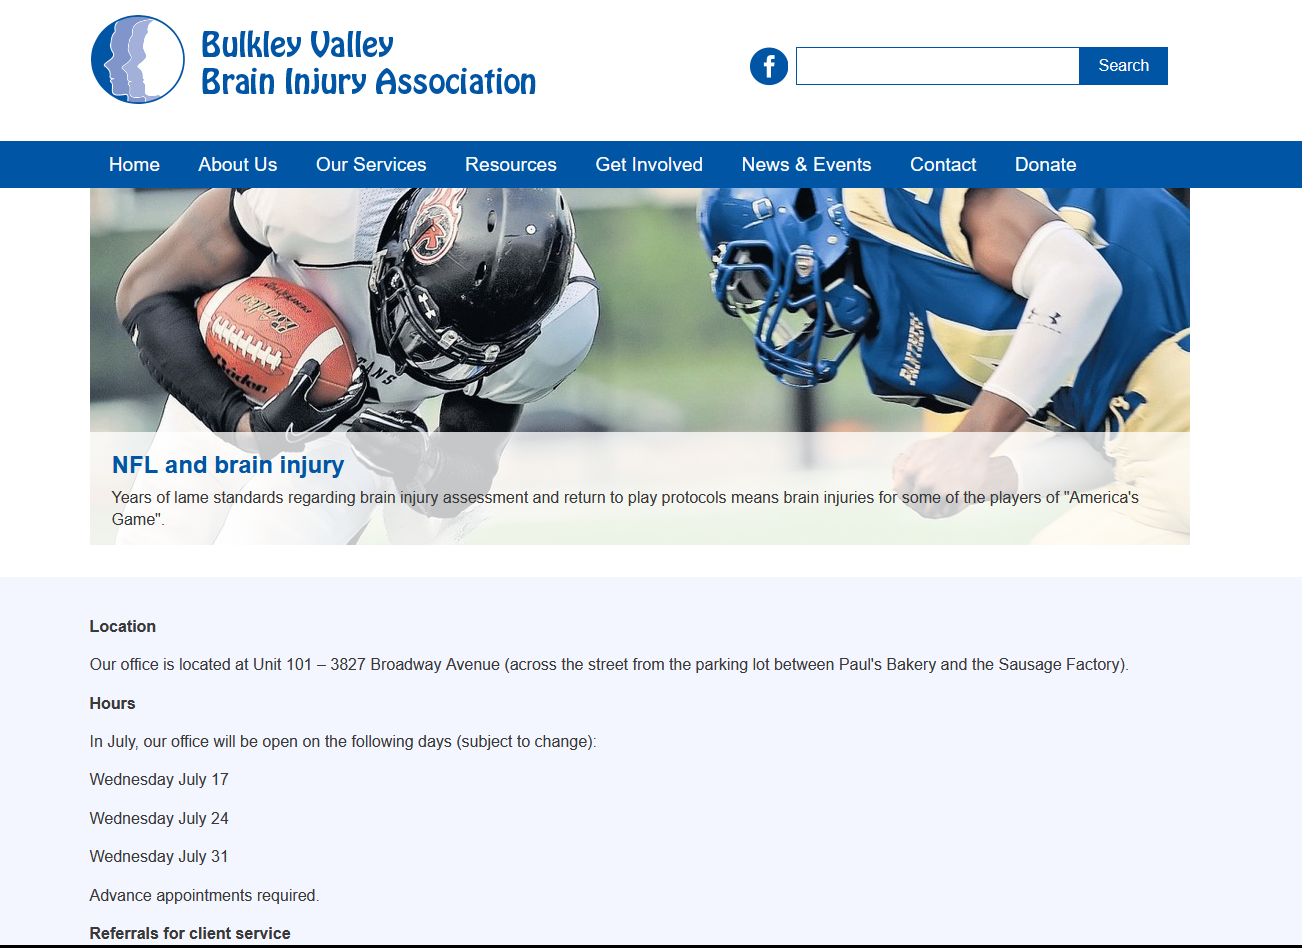 Bulkley Valley
Brain Injury Association
Search
Home About Us Our Services Resources Get Involved News & Events Contact Donate
NFL and brain injury
Years of lame standards regarding brain injury assessment and return to play protocols means brain injuries for some of the players of "America's
Game".
Location
Our office is located at Unit 101 – 3827 Broadway Avenue (across the street from the parking lot between Paul's Bakery and the Sausage Factory).
Hours
In July, our office will be open on the following days (subject to change):
Wednesday July 17
Wednesday July 24
Wednesday July 31
Advance appointments required.
Referrals for client service